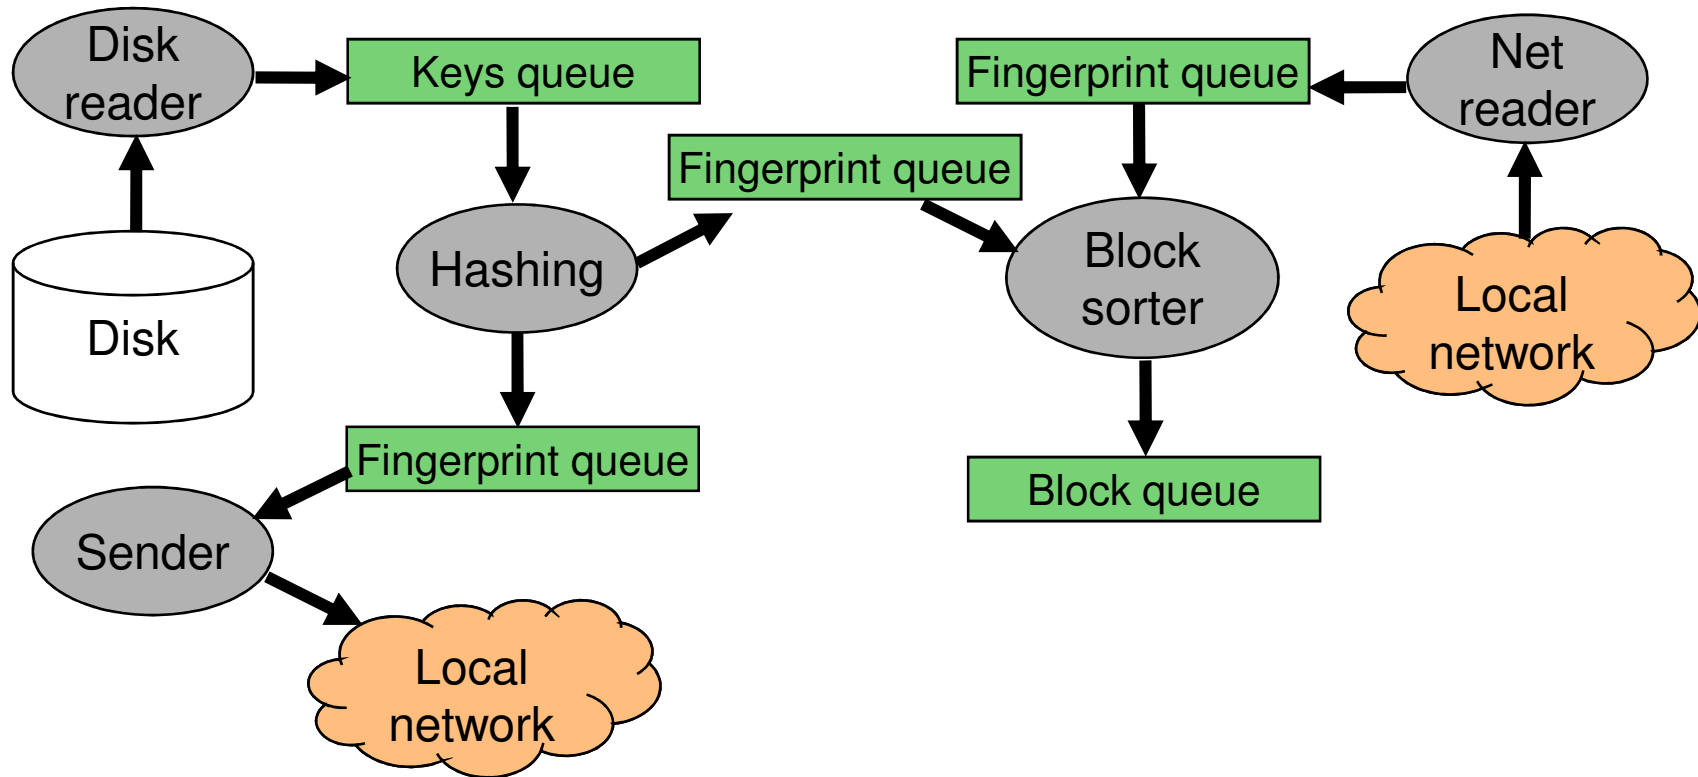 Disk
reader
Keys queue
Fingerprint queue
Net
reader
Fingerprint queue
Hashing
Block
sorter
Disk
Local
network
Fingerprint queue
Block queue
Sender
Local
network